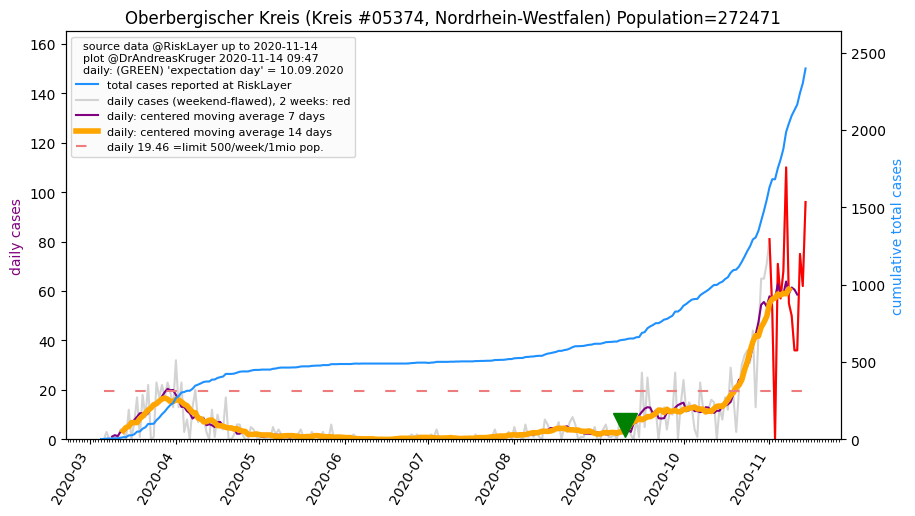 Oberbergischer Kreis (Kreis #05374, Nordrhein-Westfalen) Population=272471
source data @RiskLayer up to 2020-11-14
plot @DrAndreasKruger 2020-11-14 09:47
daily: (GREEN) 'expectation day' = 10.09.2020
total cases reported at RiskLayer
daily cases (weekend-flawed), 2 weeks: red
daily: centered moving average 7 days
daily: centered moving average 14 days
daily 19.46 =limit 500/week/1mio pop.
daily cases
160
140
120
100
80
60
40
20
0
cumulative total cases
2500
2000
1500
1000
500
0
2020-03
2020-04
2020-05
2020-06
2020-07
2020-08
2020-09
2020-10
2020-11